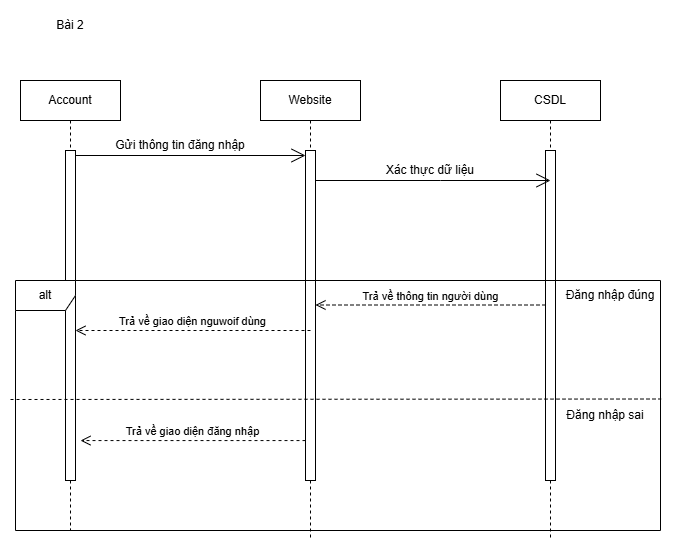 Bài 2
Account
Website
CSDL
Gửi thông tin đăng nhập
Xác thực dữ liệu
alt
Trả về thông tin người dùng
Đăng nhập đúng
Trả về giao diện nguwoif dùng
Đăng nhập sai
Trả về giao diện đăng nhập